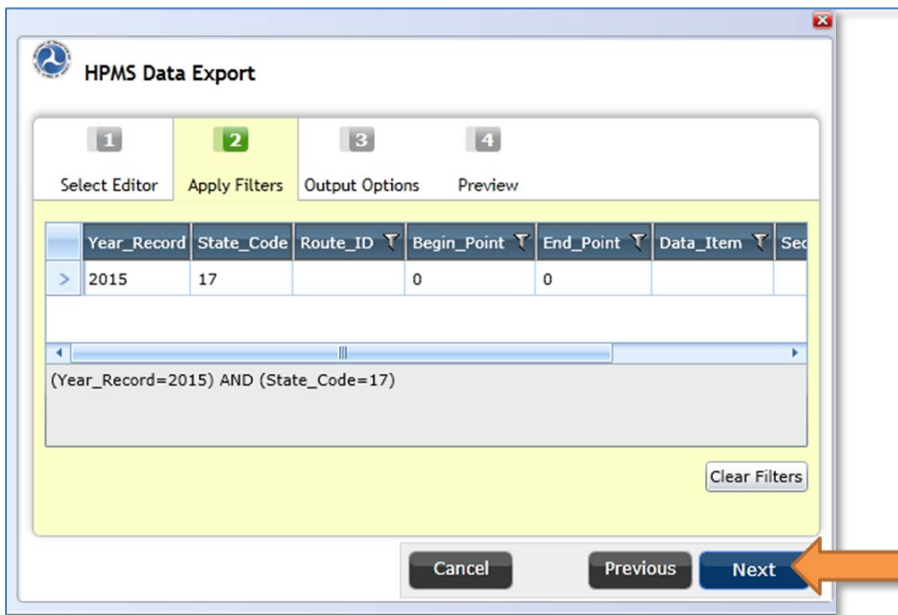 HPMS Data Export
1 2 3 4
Select Editor Apply Filters Output Options Preview
Year_Record State_Code Route_ID Begin_Point End_Point Data_Item Sec
2015 17 0 0
(Year_Record=2015) AND (State_Code=17)
Clear Filters
Cancel Previous Next